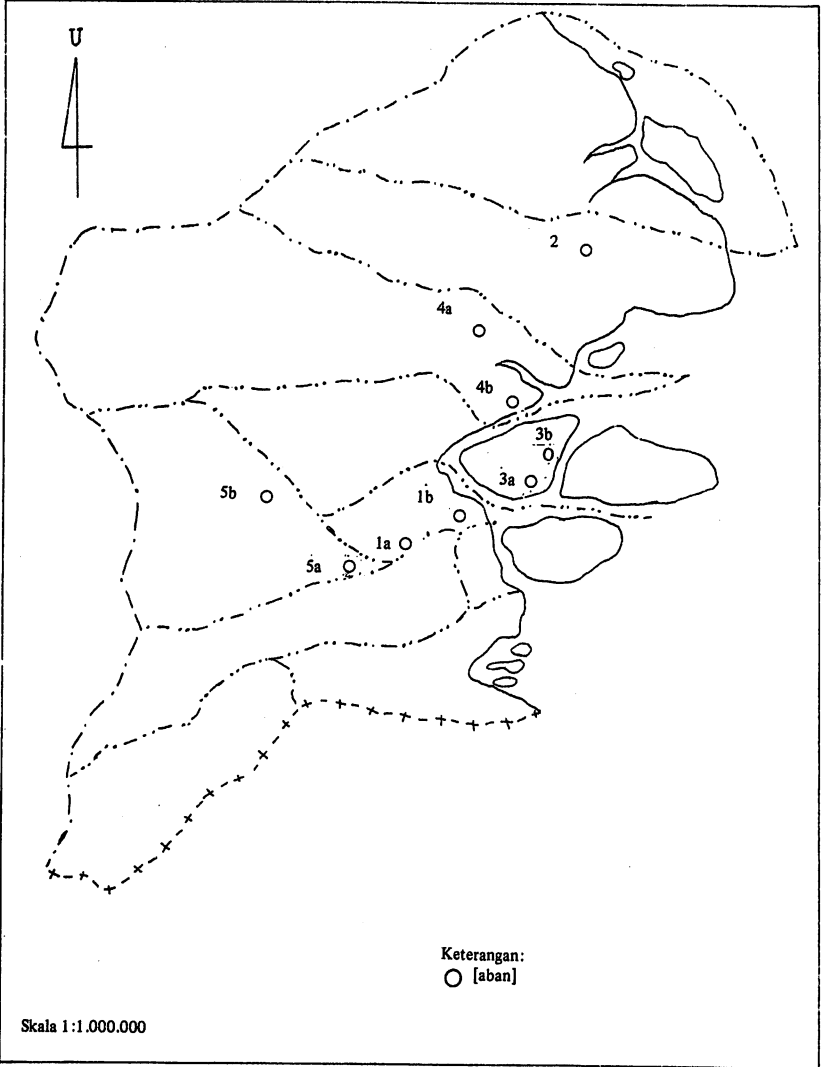 U
2
4a
4b
3b
3a
5b
1b
1a
5a
Keterangan:
[aban]
Skala 1:1.000.000